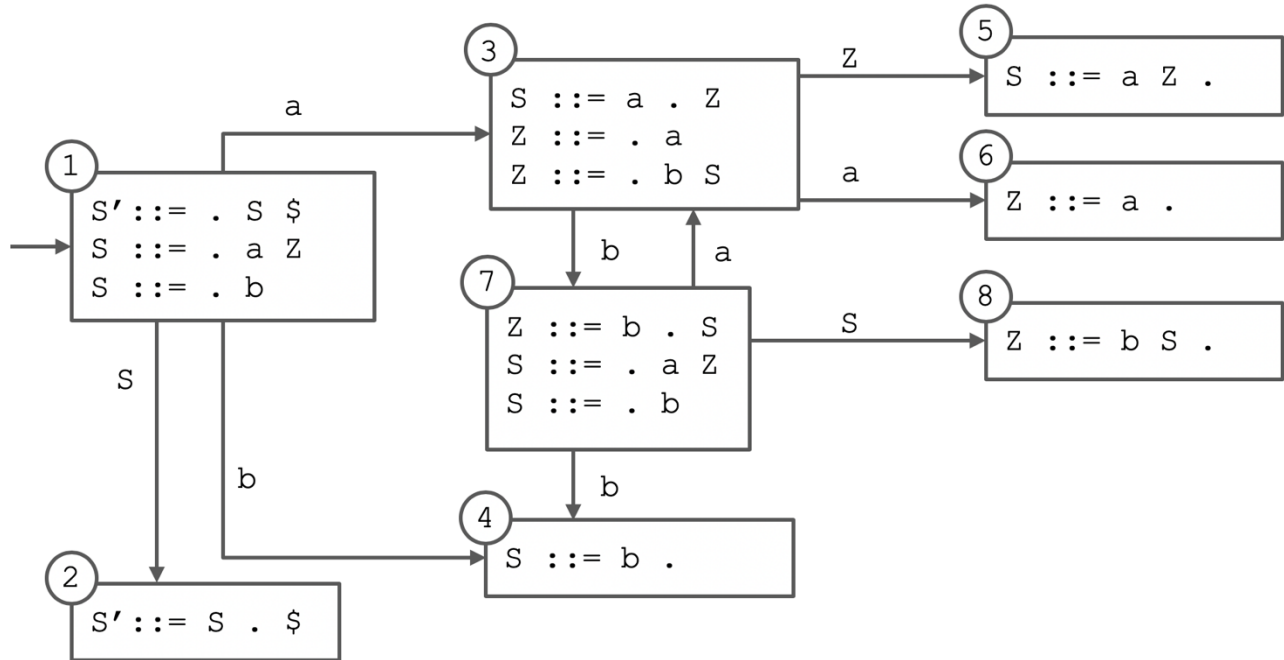 1
S’::= . S $
S ::= . a Z
S ::= . b
a
S
b
2
S’::= S . $
3
S ::= a . Z
Z ::= . a
Z ::= . b S
b
a
7
Z ::= b . S
S ::= . a Z
S ::= . b
b
4
S ::= b .
Z
a
S
5
S ::= a Z .
6
Z ::= a .
8
Z ::= b S .